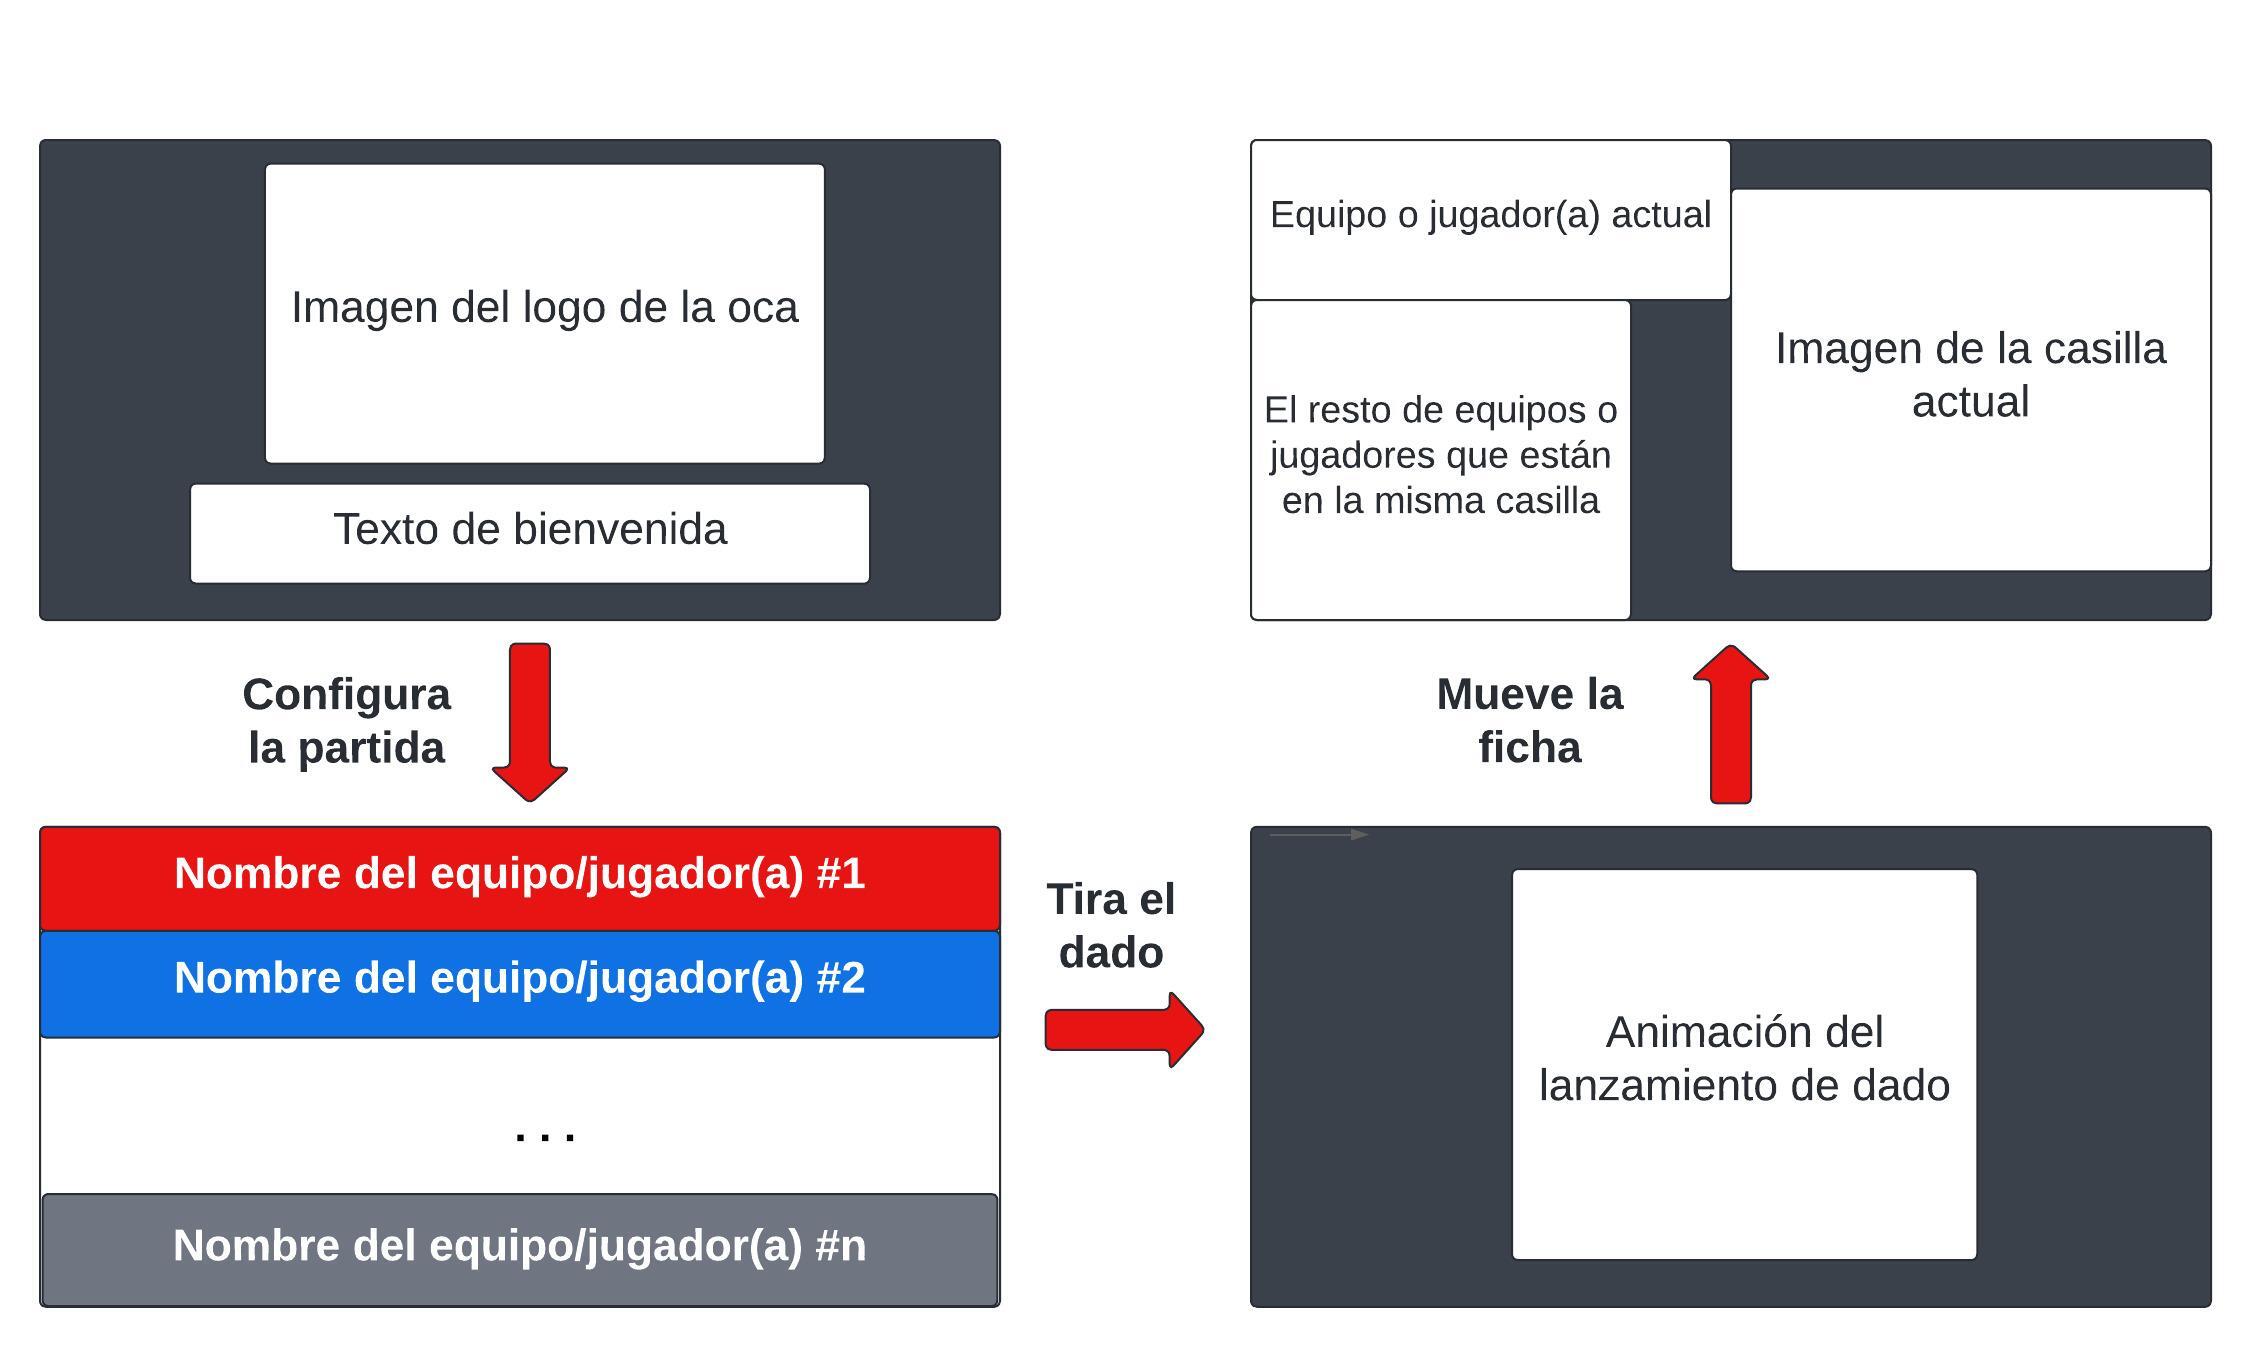 Imagen del logo de la oca
Texto de bienvenida
Configura
la partida
Nombre del equipo/jugador(a) #1
Nombre del equipo/jugador(a) #2
...
Nombre del equipo/jugador(a) #n
Tira el
dado
Animación del
lanzamiento de dado
Mueve la
ficha
Equipo o jugador(a) actual
El resto de equipos o
jugadores que están
en la misma casilla
Imagen de la casilla
actual